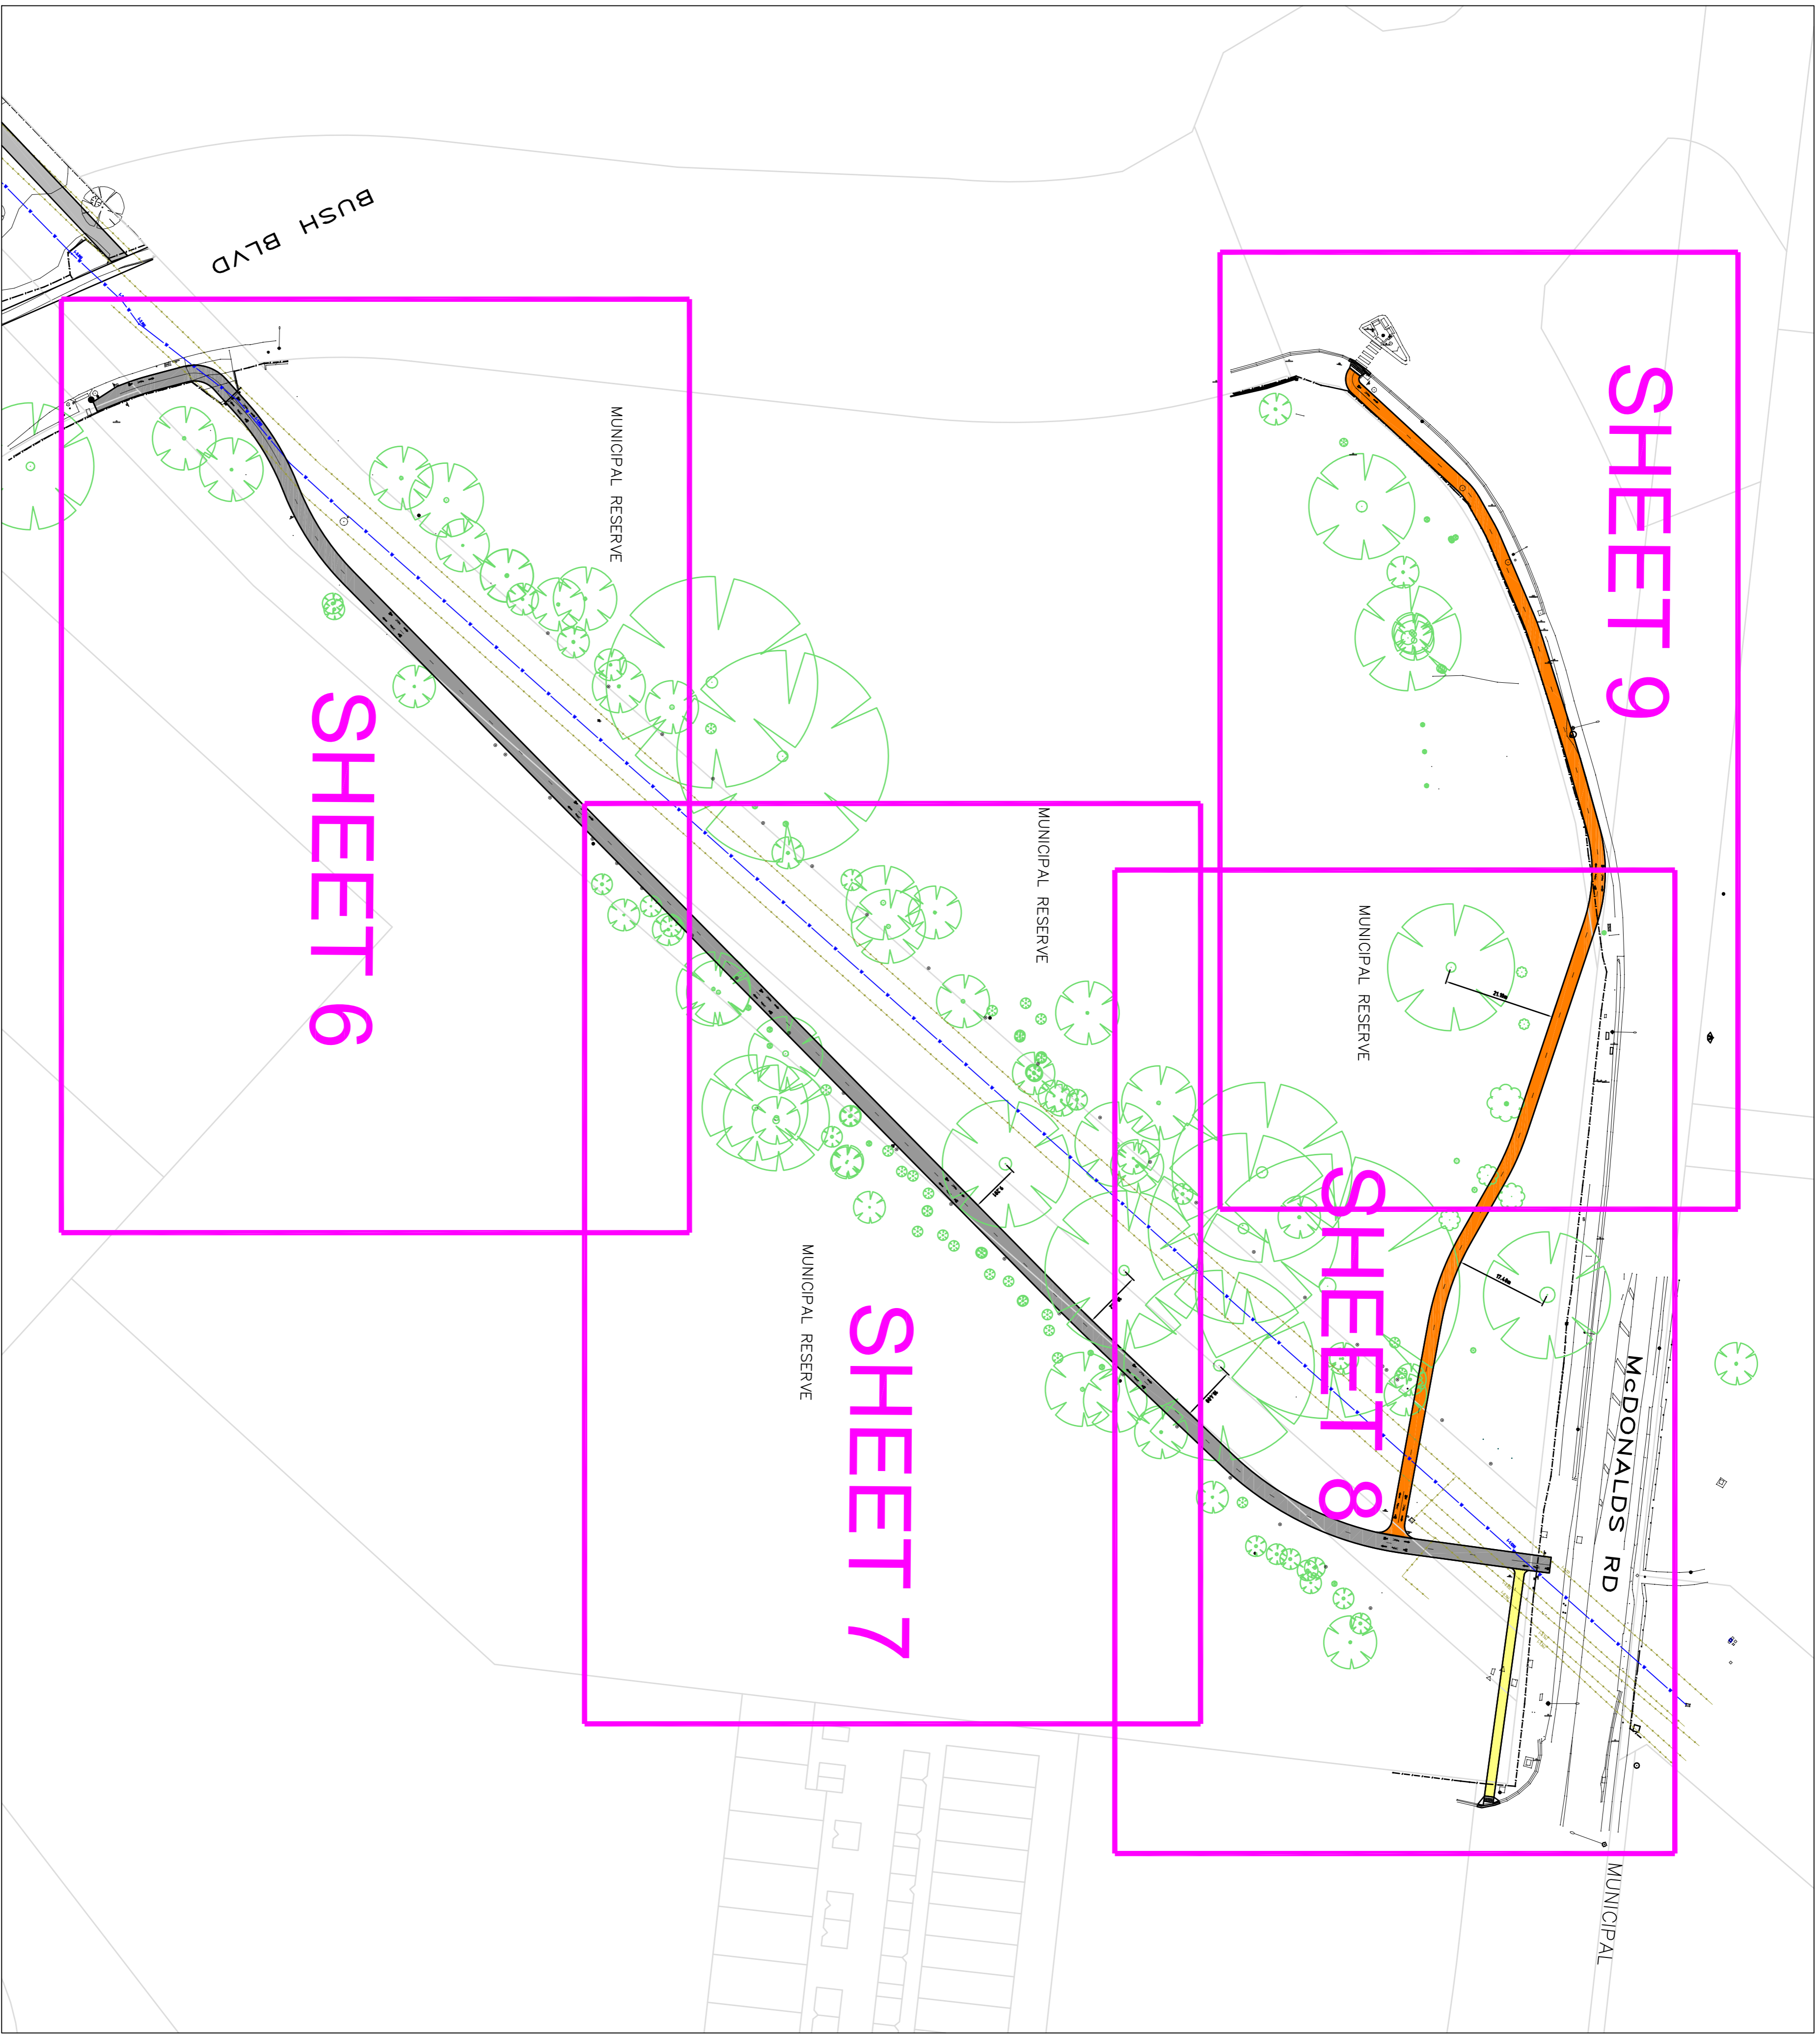 BUSH BLVD
SHEET 9
MUNICIPAL RESERVE
SHEET 6
MUNICIPAL RESERVE
MUNICIPAL RESERVE
SHEET 8
McDONALDS RD
MUNICIPAL RESERVE
SHEET 7
MUNICIPAL